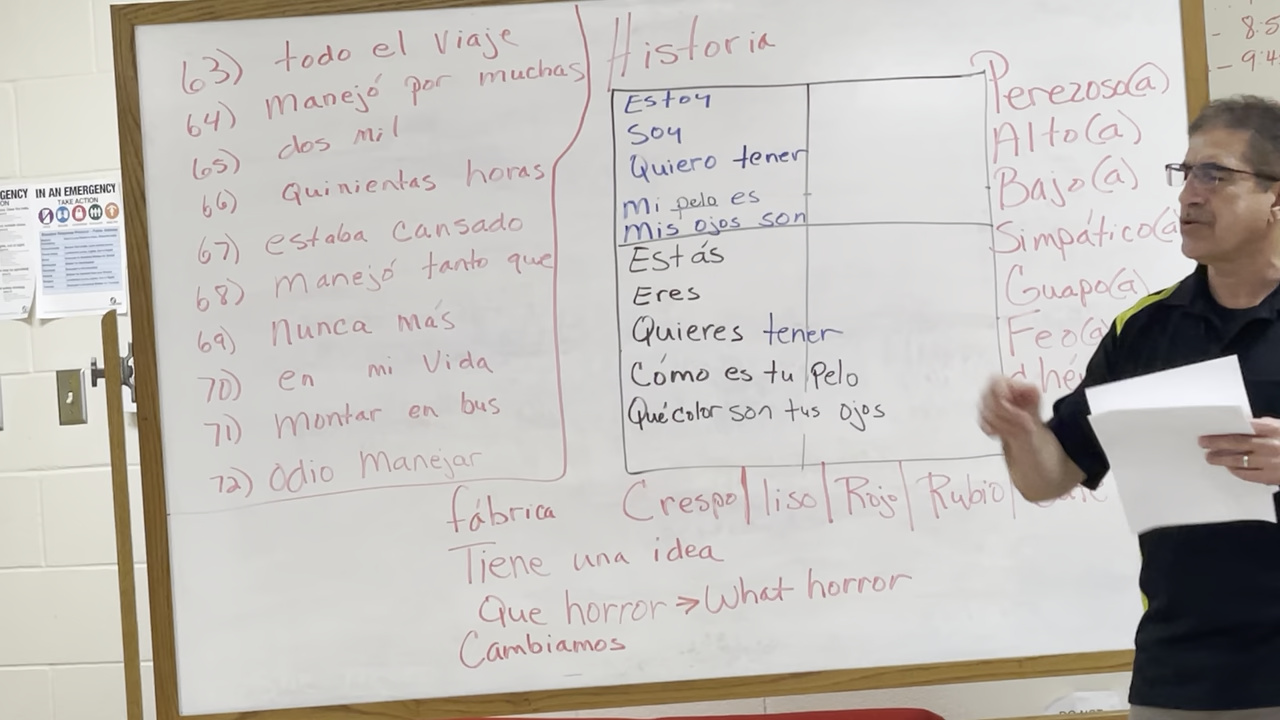 63) todo el viaje
64) manejó por muchas
65) dos mil
66) quinientas horas
67) estaba cansado
68) manejó tanto que
69) nunca más
70) en mi vida
71) montar en bus
72) odio manejar
Historia
Estoy
Soy
Quiero tener
mi pelo es
mis ojos son
Estás
Eres
Quieres tener
Cómo es tu pelo
Qué color son tus ojos
Perezoso(a)
Alto(a)
Bajo(a)
Simpático(a
Guapo(a)
Feo(a
Crespo | liso | Rojo | Rubio
fábrica
Tiene una idea
Que horror → What horror
Cambiamos
IN AN EMERGENCY
TAKE ACTION